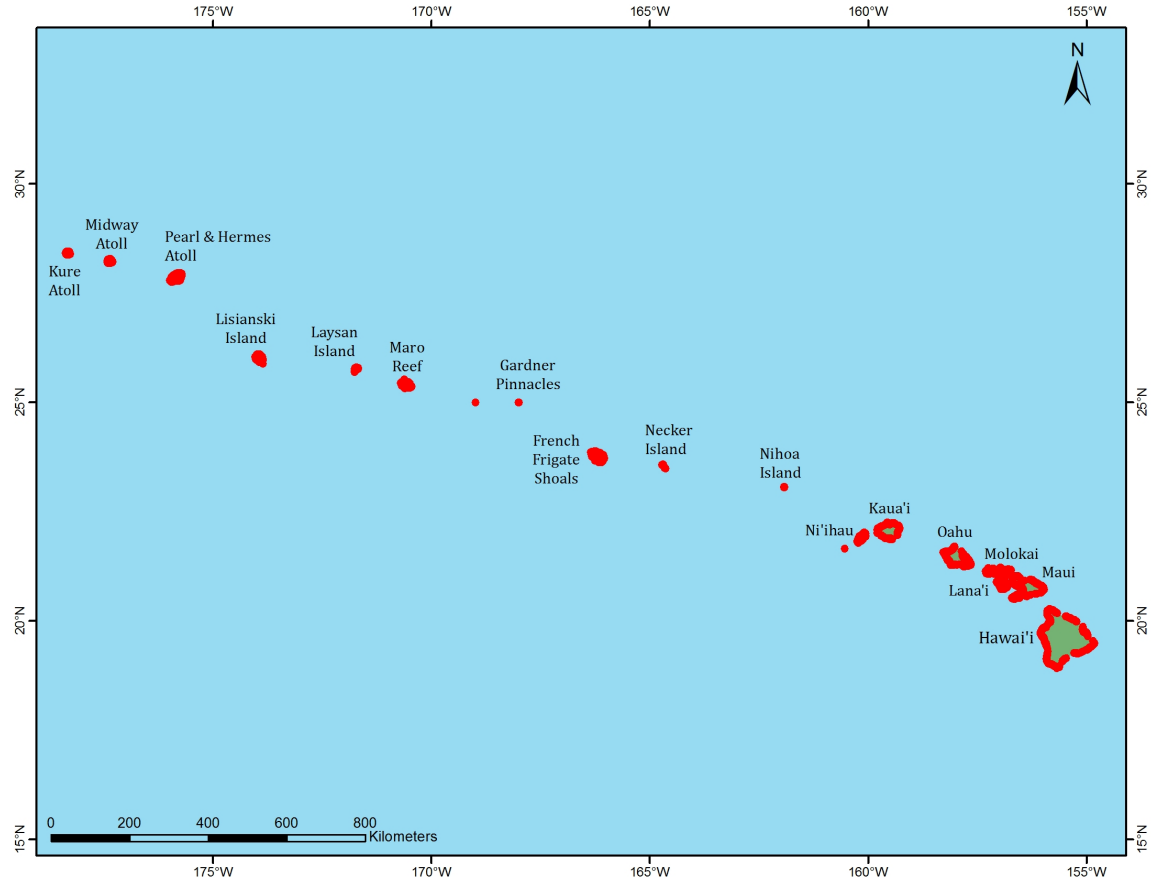 175°W
170°W
165°W
160°W
155°W
N
30°N
30°N
Midway
Atoll
Pearl & Hermes
Atoll
Kure
Atoll
Lisianski
Island
Laysan
Island
Maro
Reef
Gardner
Pinnacles
25°N
25°N
French
Frigate
Shoals
Necker
Island
Nihoa
Island
Kaua'i
Ni'ihau
Oahu
Molokai
Maui
Lana'i
20°N
20°N
Hawai'i
0 200 400 600 800
Kilometers
15°N
15°N
175°W
170°W
165°W
160°W
155°W